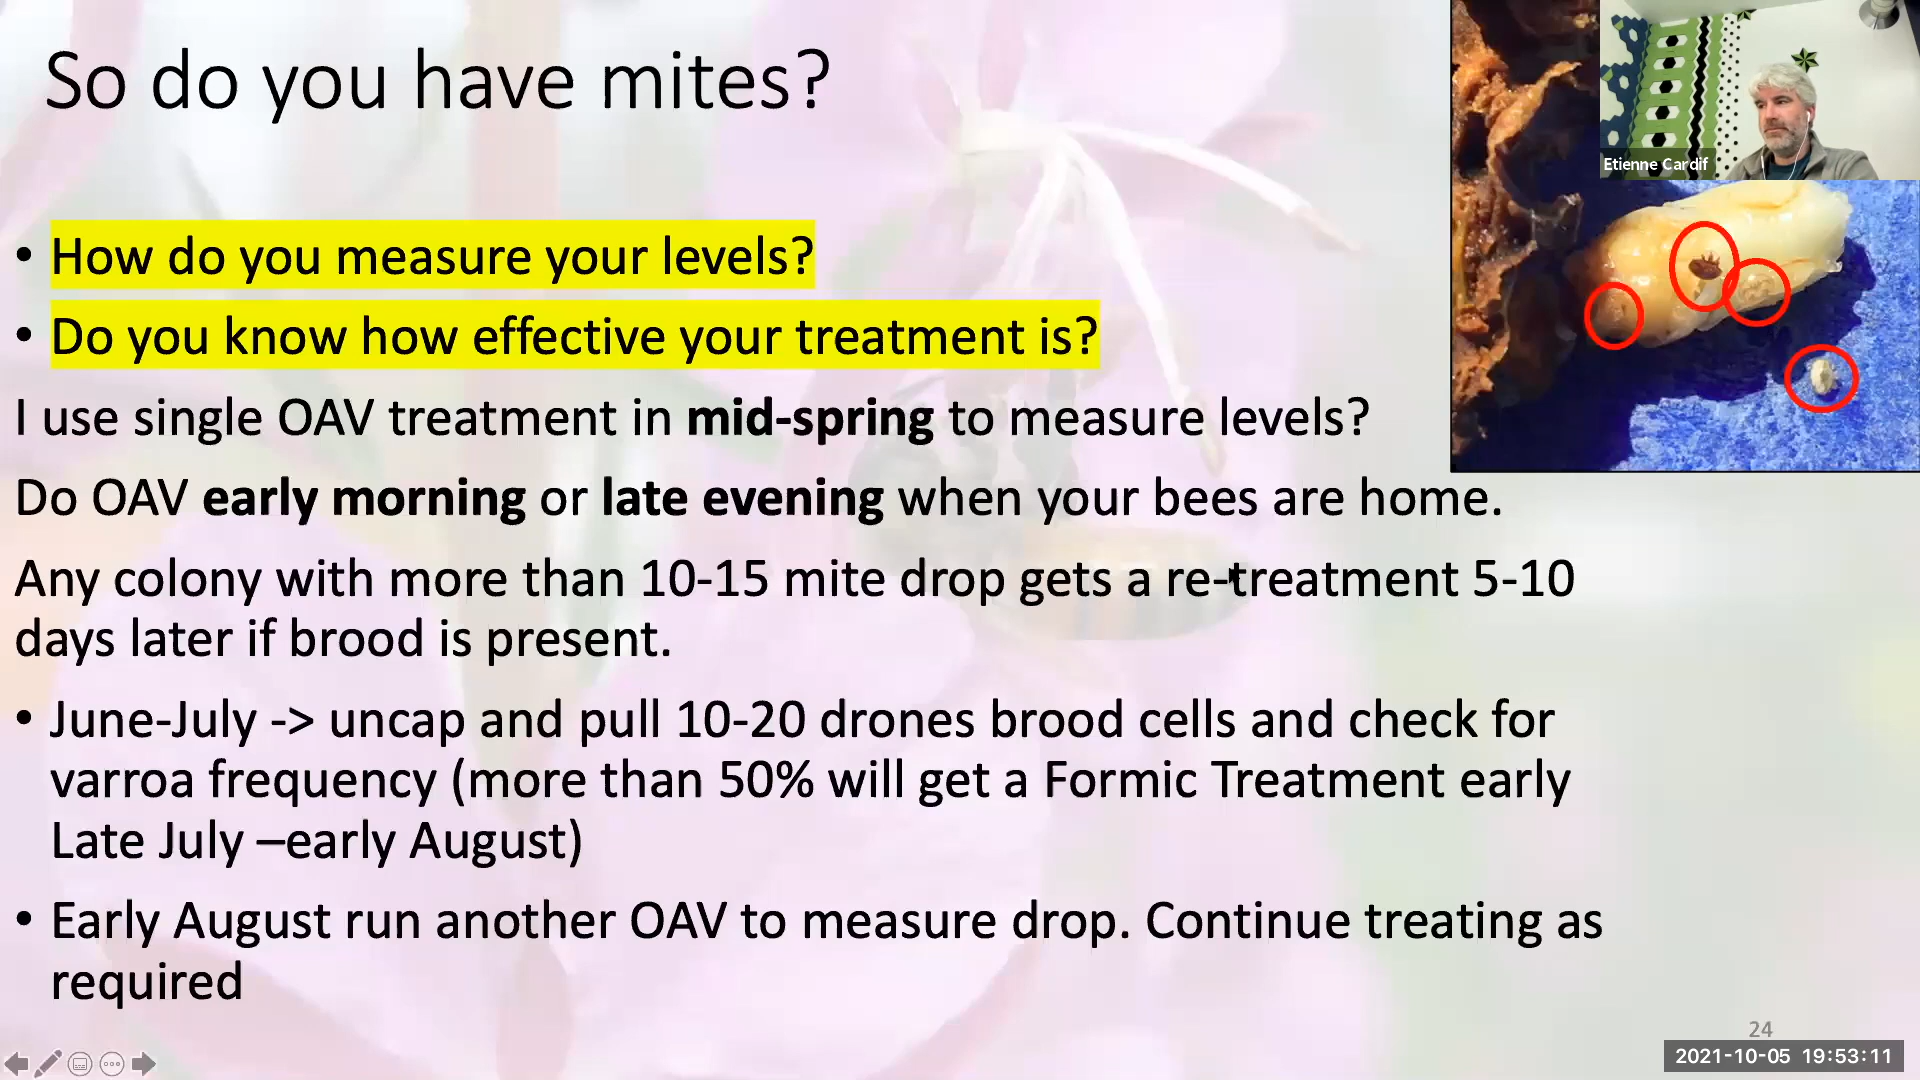 So do you have mites?
Etienne Cardif
• How do you measure your levels?
• Do you know how effective your treatment is?
I use single OAV treatment in mid-spring to measure levels?
Do OAV early morning or late evening when your bees are home.
Any colony with more than 10-15 mite drop gets a re-treatment 5-10
days later if brood is present.
• June-July -> uncap and pull 10-20 drones brood cells and check for
varroa frequency (more than 50% will get a Formic Treatment early
Late July –early August)
• Early August run another OAV to measure drop. Continue treating as
required
24
2021-10-05 19:53:11